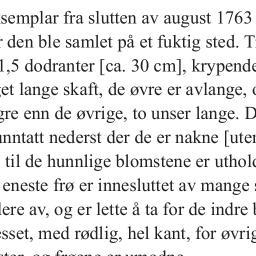 semplar fra slutten av august 1763
den ble samlet på et fuktig sted. T
1,5 dodranter [ca. 30 cm], krypende
get lange skaft, de øvre er avlange,
gre enn de øvrige, to unser lange. D
unntatt nederst der de er nakne [uten
til de hunnlige blomstene er uthol
eneste frø er innesluttet av mange s
lere av, og er lette å ta for de indre b
esset, med rødlig, hel kant, for øvrig